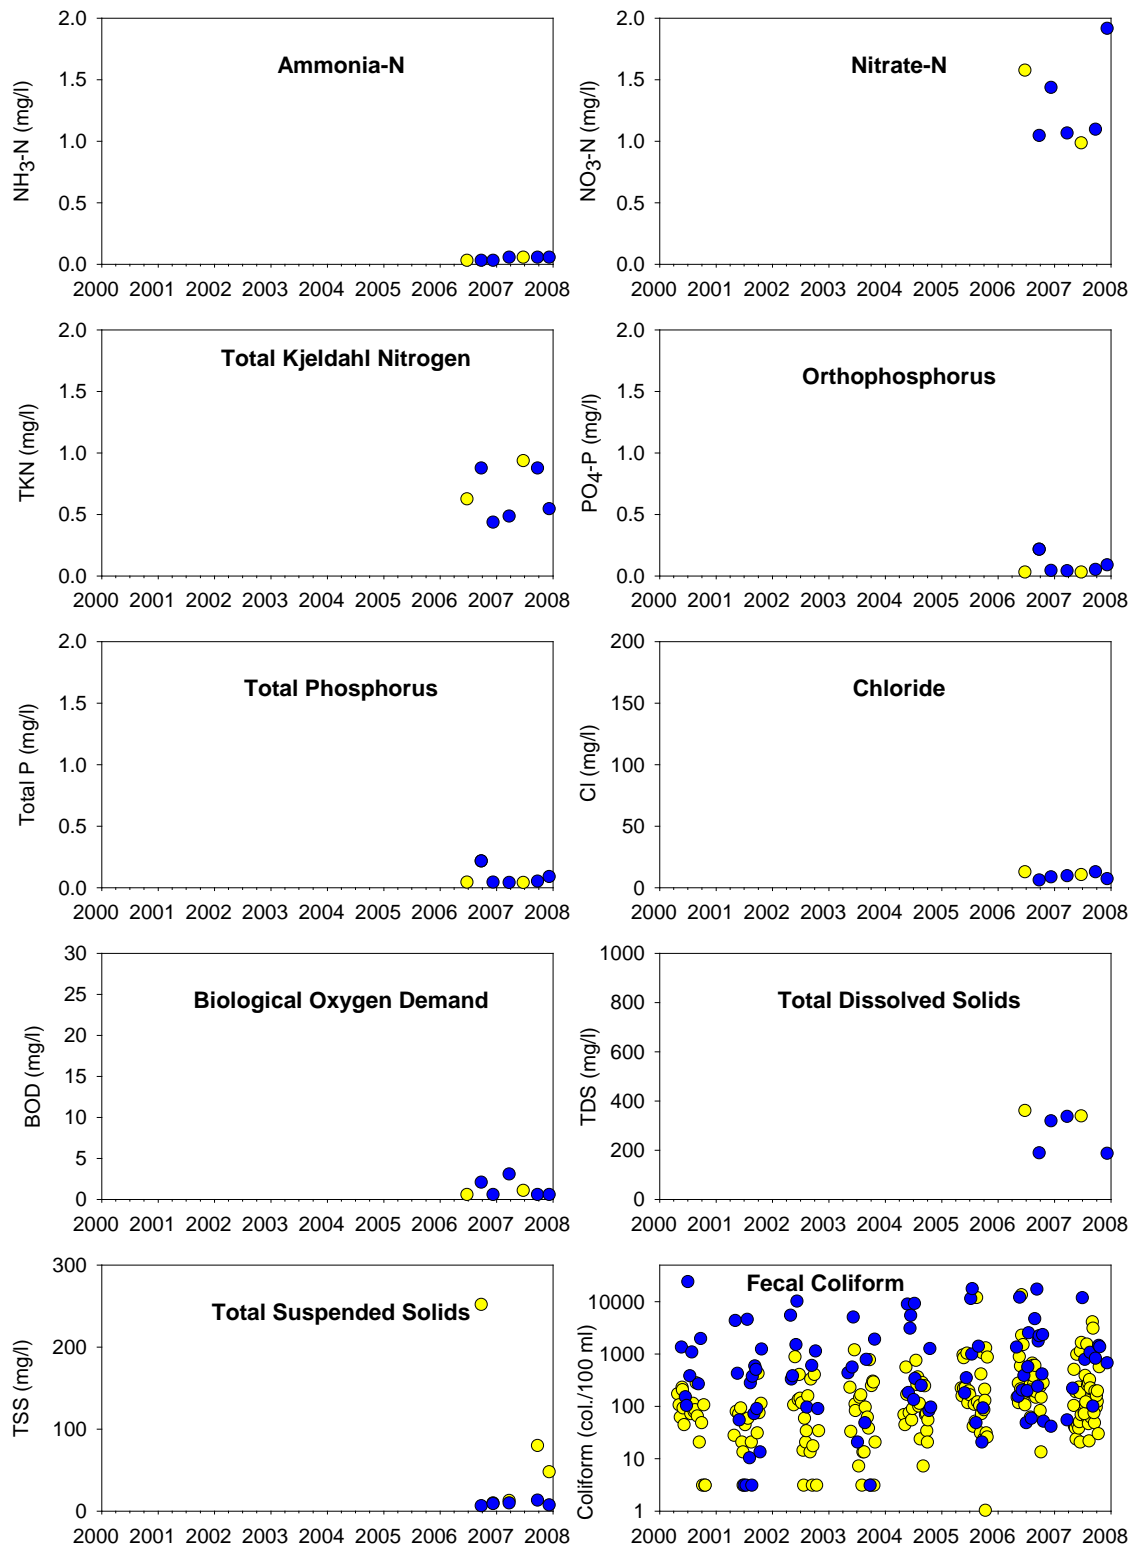 Ammonia-N
NH3-N (mg/l)
2.0
1.5
1.0
0.5
0.0
2000 2001 2002 2003 2004 2005 2006 2007 2008
Nitrate-N
NO3-N (mg/l)
2.0
1.5
1.0
0.5
0.0
2000 2001 2002 2003 2004 2005 2006 2007 2008
Total Kjeldahl Nitrogen
TKN (mg/l)
2.0
1.5
1.0
0.5
0.0
2000 2001 2002 2003 2004 2005 2006 2007 2008
Orthophosphorus
PO4-P (mg/l)
2.0
1.5
1.0
0.5
0.0
2000 2001 2002 2003 2004 2005 2006 2007 2008
Total Phosphorus
Total P (mg/l)
2.0
1.5
1.0
0.5
0.0
2000 2001 2002 2003 2004 2005 2006 2007 2008
Chloride
Cl (mg/l)
200
150
100
50
0
2000 2001 2002 2003 2004 2005 2006 2007 2008
Biological Oxygen Demand
BOD (mg/l)
30
25
20
15
10
5
0
2000 2001 2002 2003 2004 2005 2006 2007 2008
Total Dissolved Solids
TDS (mg/l)
1000
800
600
400
200
0
2000 2001 2002 2003 2004 2005 2006 2007 2008
Total Suspended Solids
TSS (mg/l)
300
200
100
0
2000 2001 2002 2003 2004 2005 2006 2007 2008
Fecal Coliform
Coliform (col./100 ml)
10000
1000
100
10
1
2000 2001 2002 2003 2004 2005 2006 2007 2008